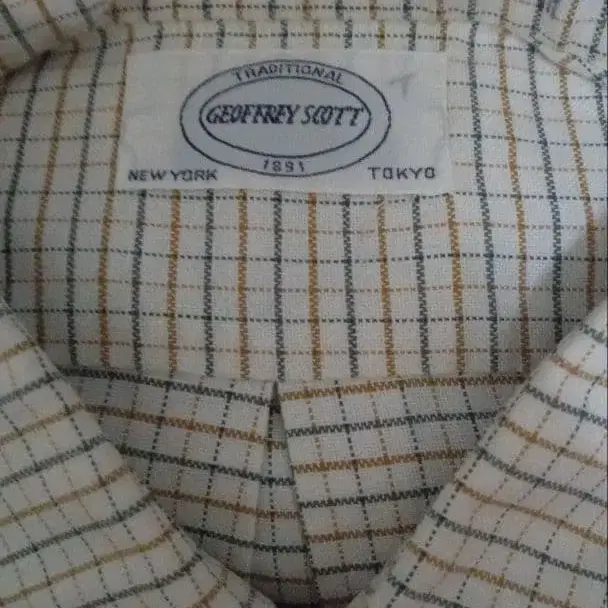 TRADITIONAL
GEOFFREY SCOTT
1891
NEW YORK TOKYO